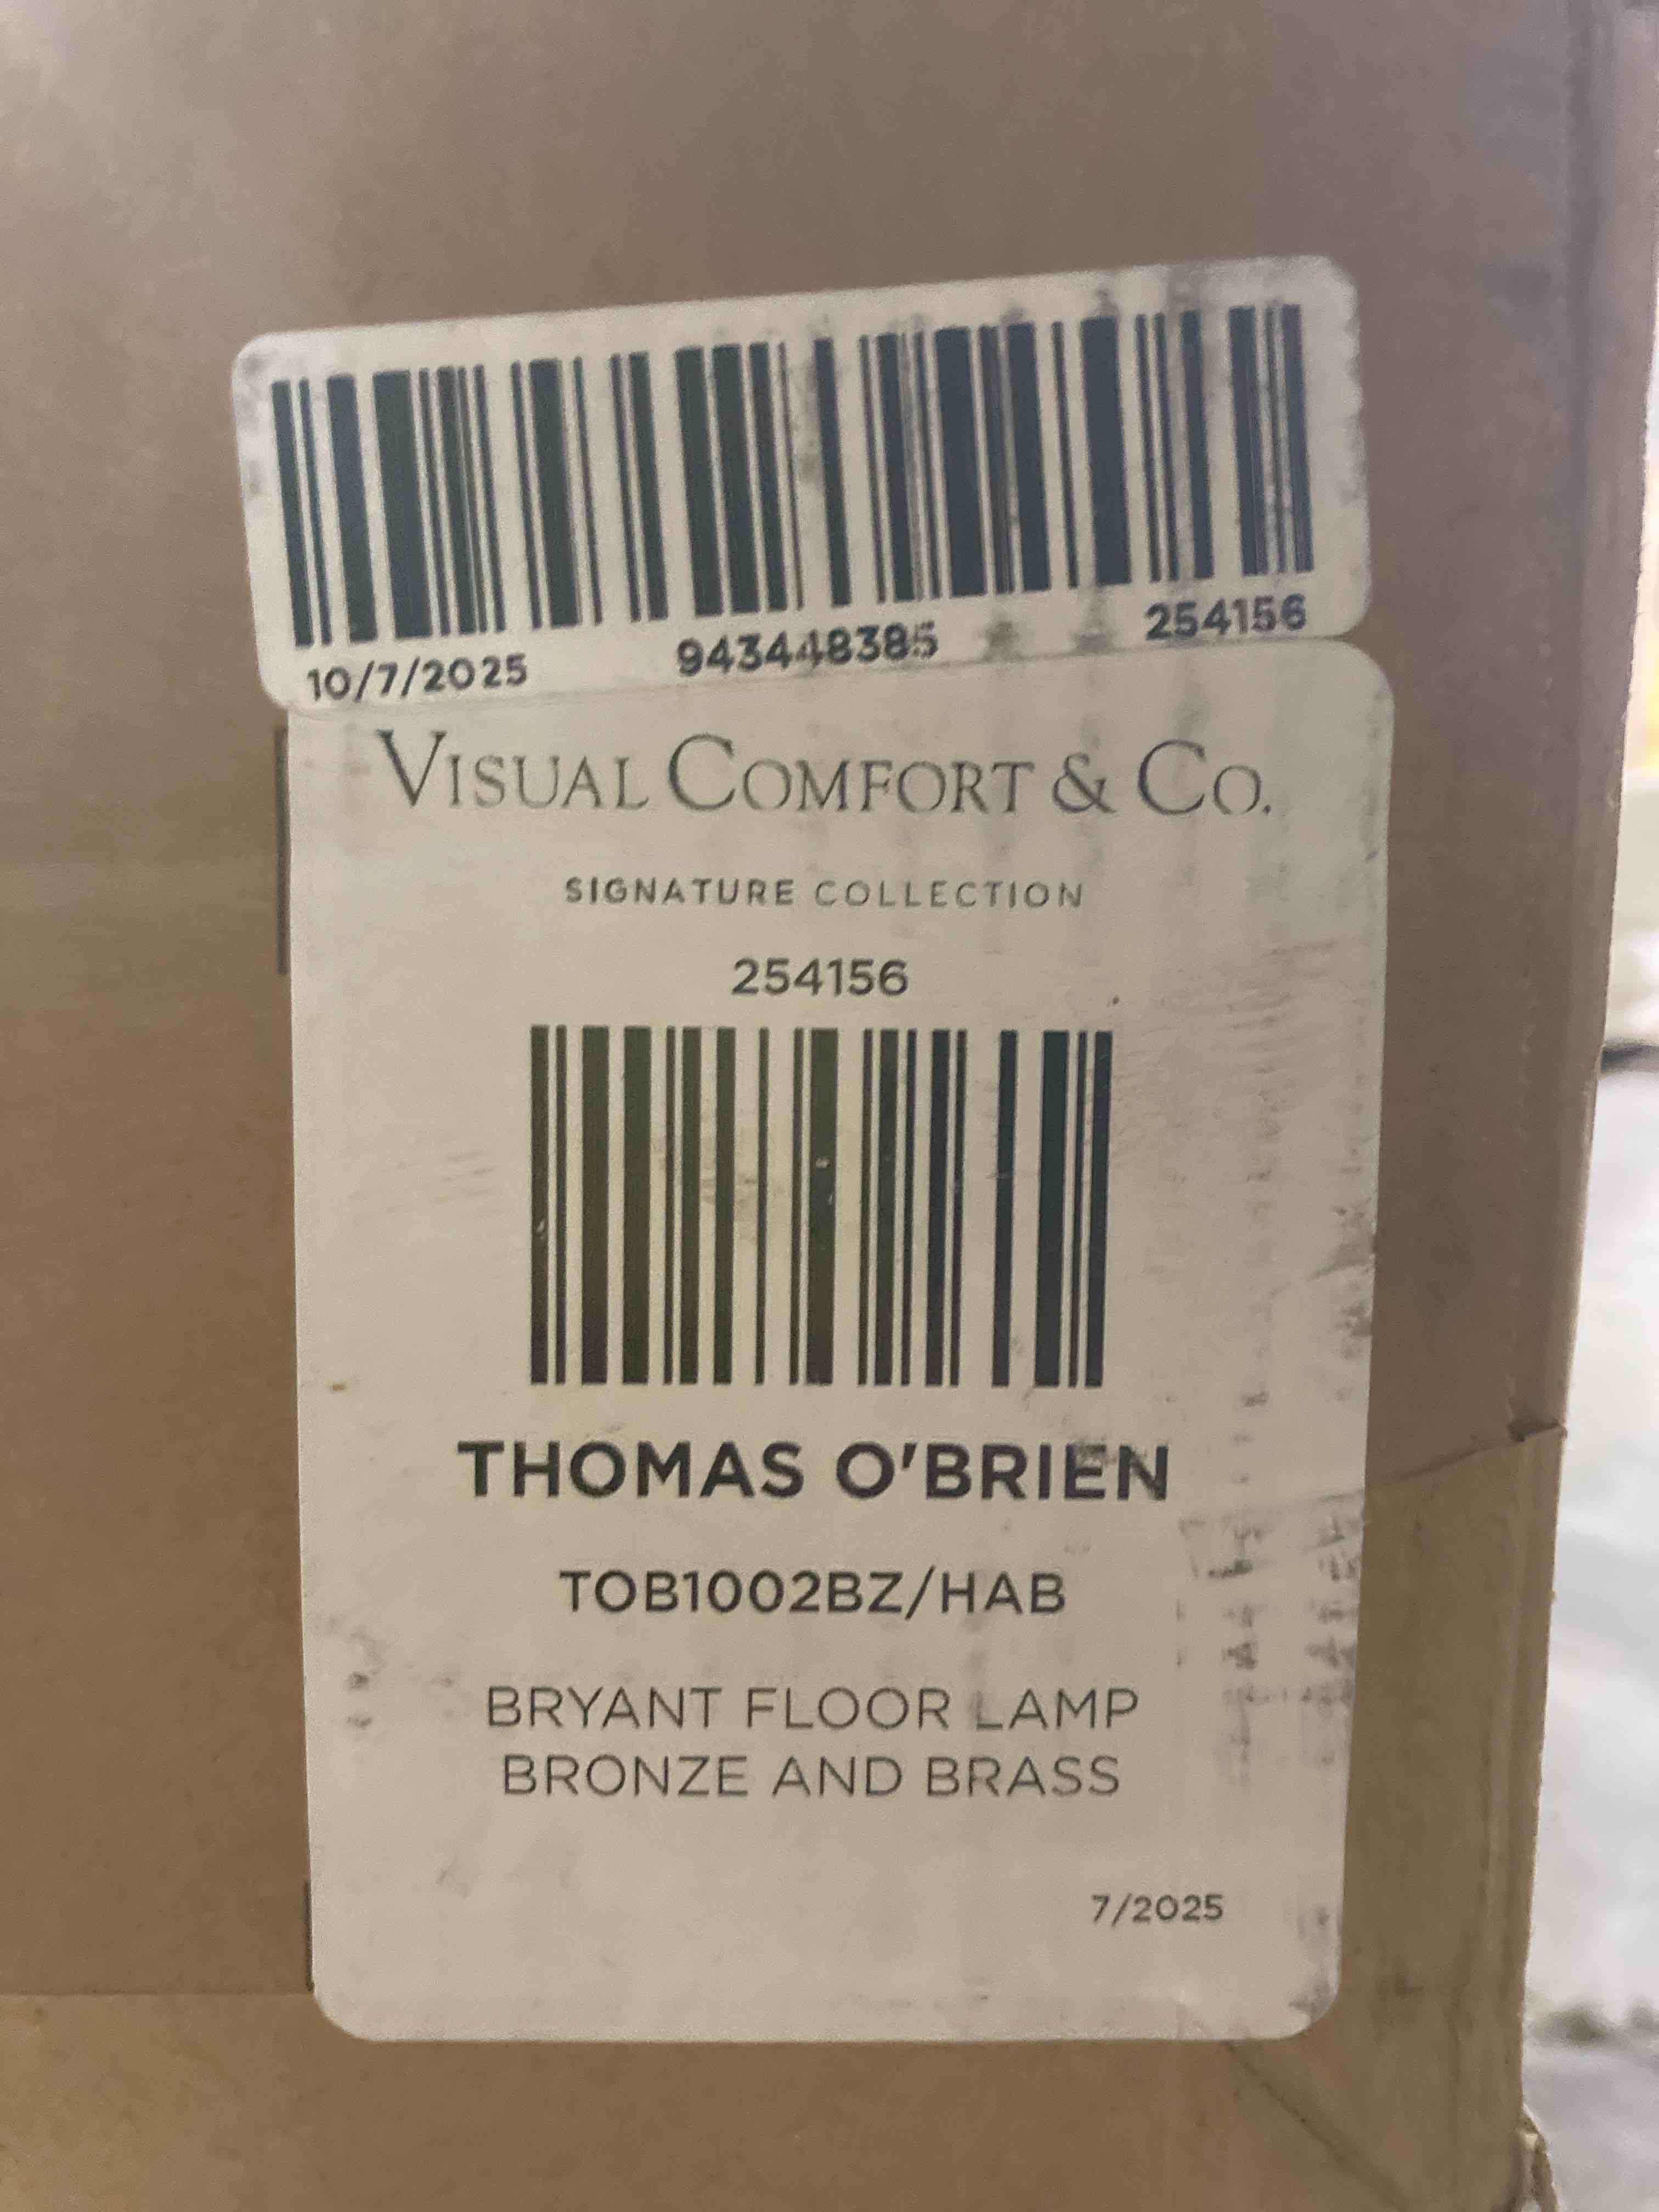 10/7/2025 943448385 254156
VISUAL COMFORT & CO.
SIGNATURE COLLECTION
254156
THOMAS O'BRIEN
TOB1002BZ/HAB
BRYANT FLOOR LAMP
BRONZE AND BRASS
7/2025